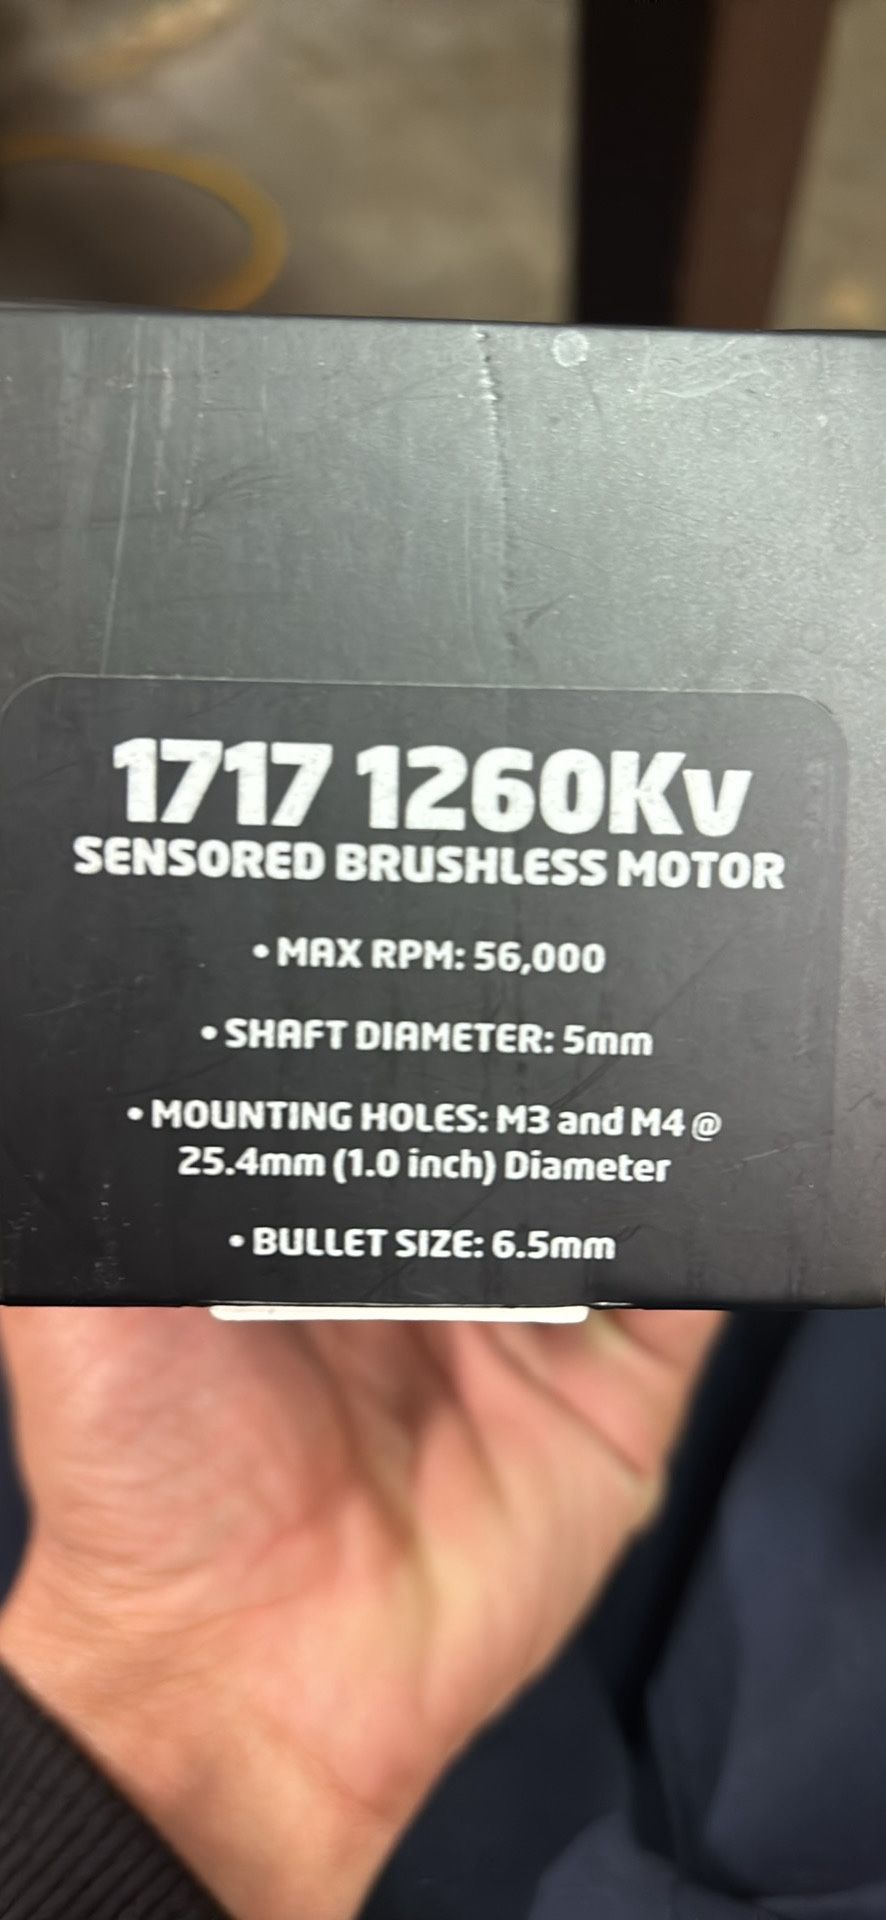 1717 1260Kv
SENSORED BRUSHLESS MOTOR
• MAX RPM: 56,000
• SHAFT DIAMETER: 5mm
• MOUNTING HOLES: M3 and M4 @
25.4mm (1.0 inch) Diameter
• BULLET SIZE: 6.5mm